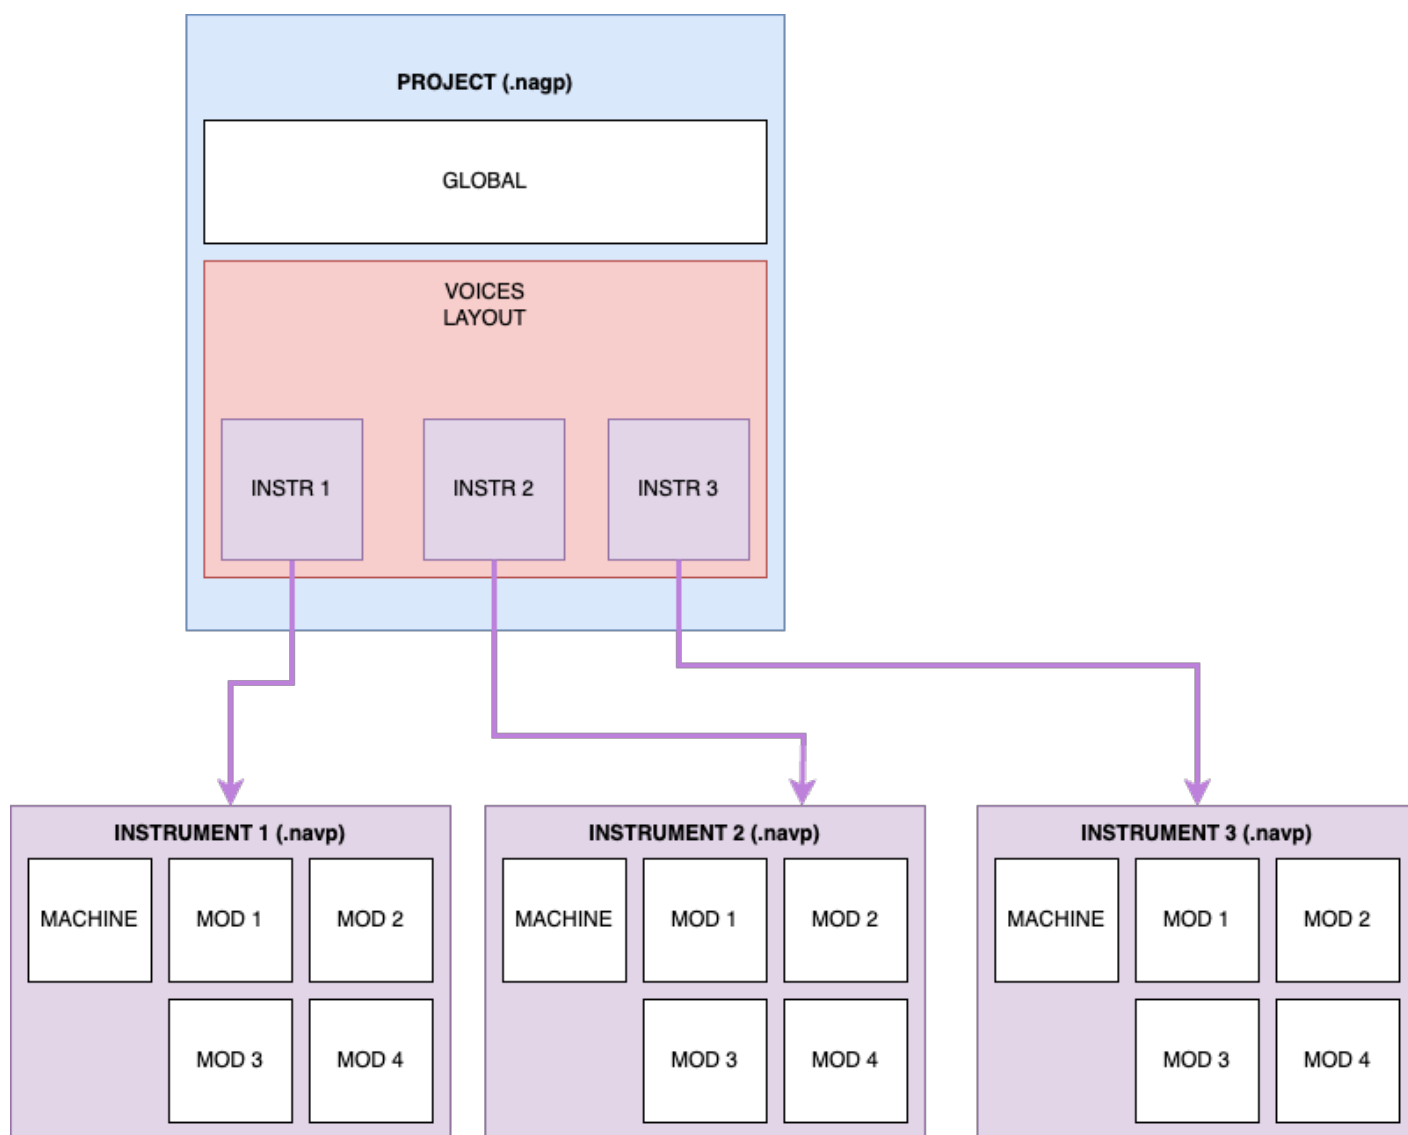 PROJECT (.nagp)
GLOBAL
VOICES
LAYOUT
INSTR 1
INSTR 2
INSTR 3
INSTRUMENT 1 (.navp)
MACHINE
MOD 1
MOD 2
MOD 3
MOD 4
INSTRUMENT 2 (.navp)
MACHINE
MOD 1
MOD 2
MOD 3
MOD 4
INSTRUMENT 3 (.navp)
MACHINE
MOD 1
MOD 2
MOD 3
MOD 4